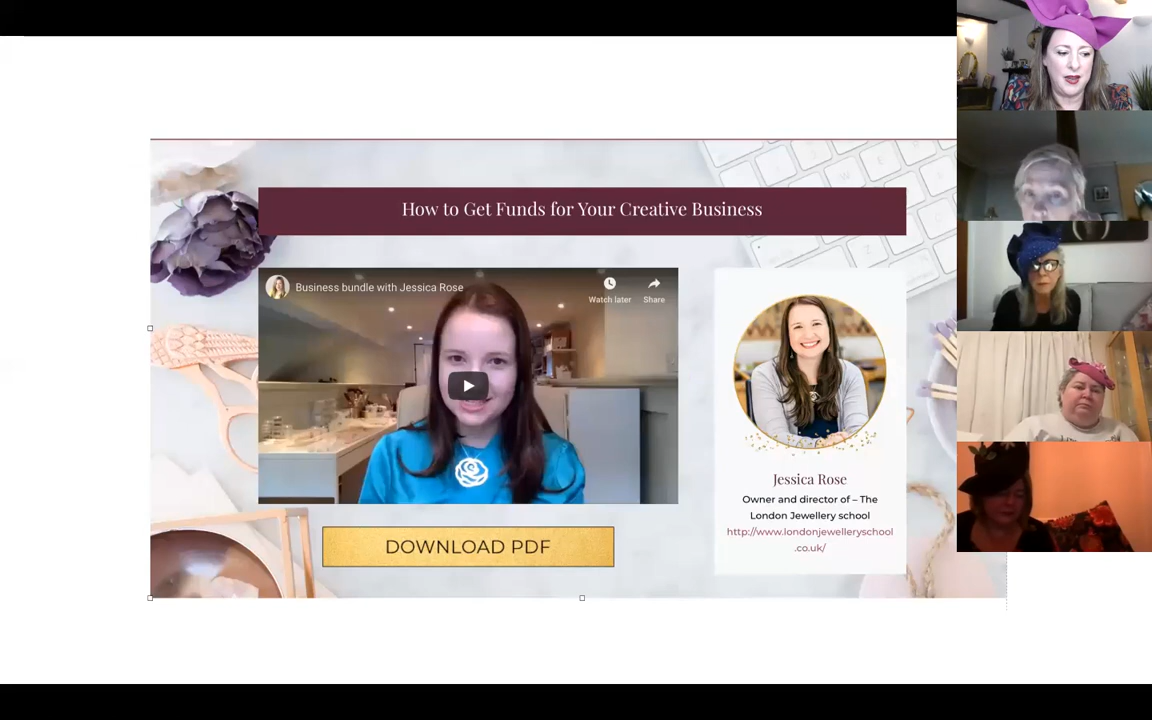 How to Get Funds for Your Creative Business
Business bundle with Jessica Rose
Watch later
Share
DOWNLOAD PDF
Jessica Rose
Owner and director of – The
London Jewellery school
http://www.londonjewelleryschool
.co.uk/